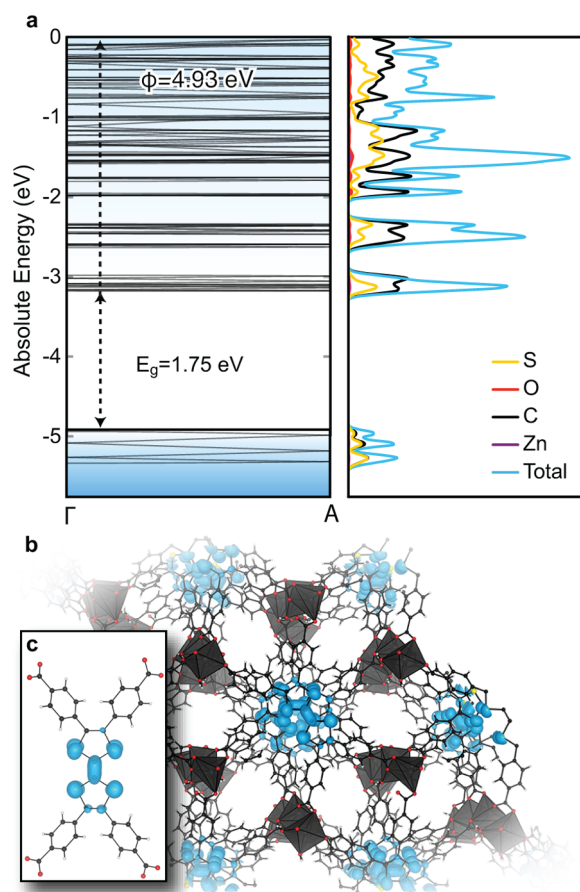 a
0
-1
-2
-3
-4
-5
Absolute Energy (eV)
Φ=4.93 eV
Eg=1.75 eV
Γ
A
S
O
C
Zn
Total
b
c